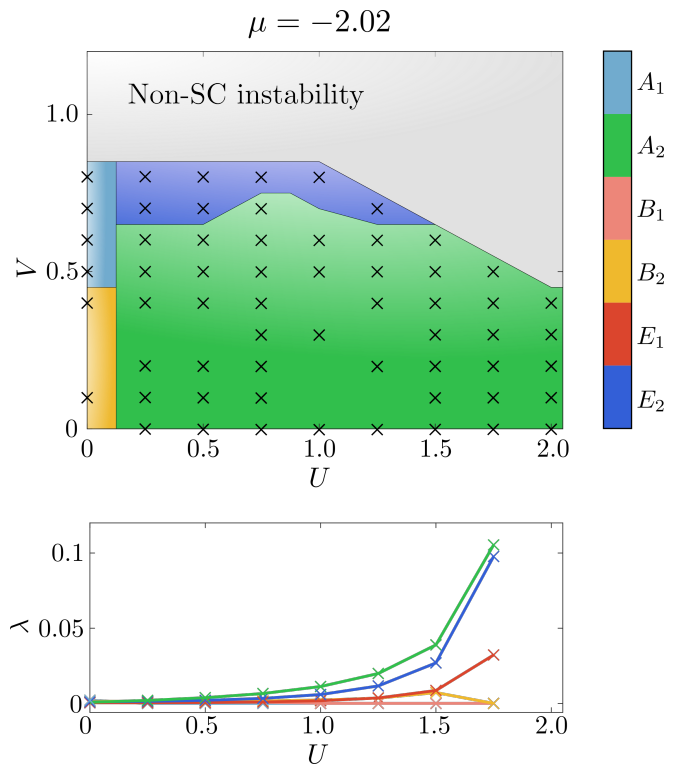 μ = −2.02
Non-SC instability
1.0
0.5
0
V
0 0.5 1.0 1.5 2.0
U
A₁
A₂
B₁
B₂
E₁
E₂
0.1
0.05
0
λ
0.0 0.5 1.0 1.5 2.0
U